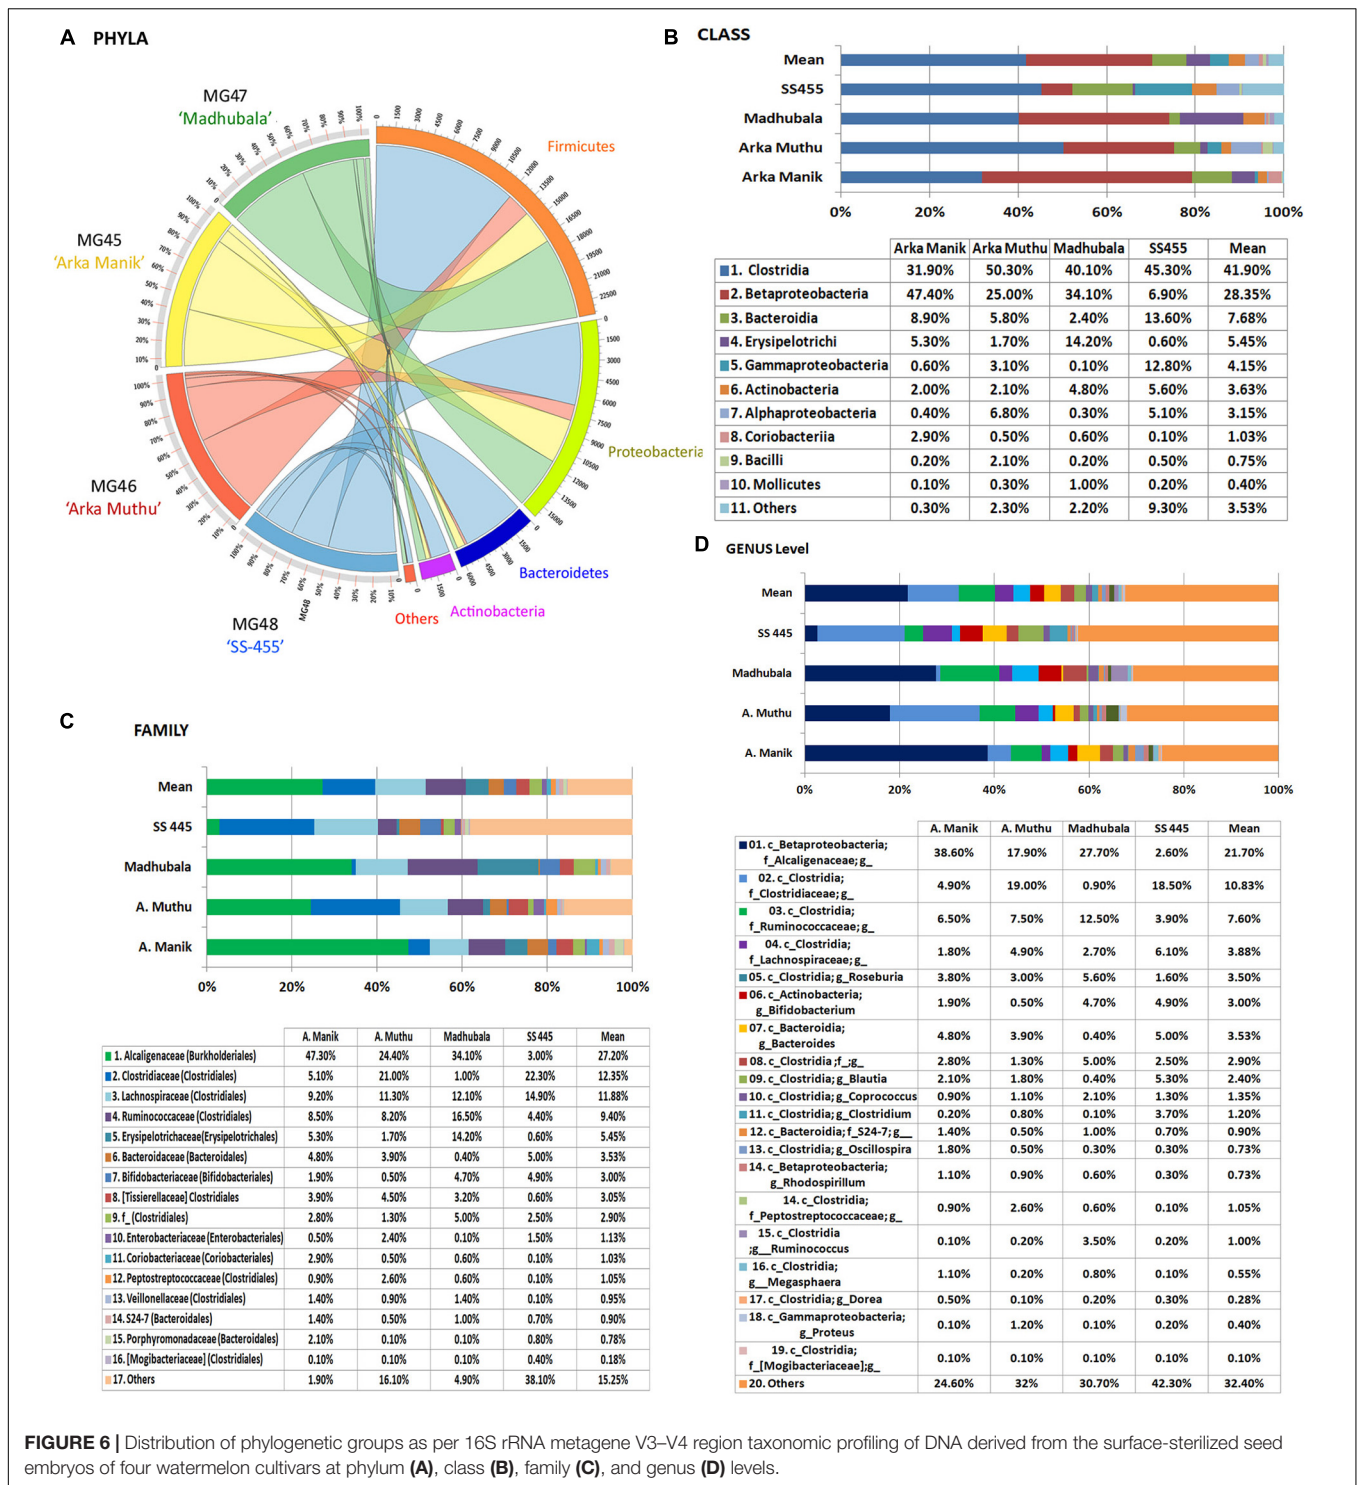 A PHYLA
MG47
'Madhubala'
Firmicutes
MG45
'Arka Manik'
Proteobacteria
MG46
'Arka Muthu'
Bacteroidetes
Actinobacteria
Others
MG48
MG48
'SS-455'
B CLASS
Mean
SS455
Madhubala
Arka Muthu
Arka Manik
0% 20% 40% 60% 80% 100%
Arka Manik Arka Muthu Madhubala SS455 Mean
1. Clostridia 31.90% 50.30% 40.10% 45.30% 41.90%
2. Betaproteobacteria 47.40% 25.00% 34.10% 6.90% 28.35%
3. Bacteroidia 8.90% 5.80% 2.40% 13.60% 7.68%
4. Erysipelotrichi 5.30% 1.70% 14.20% 0.60% 5.45%
5. Gammaproteobacteria 0.60% 3.10% 0.10% 12.80% 4.15%
6. Actinobacteria 2.00% 2.10% 4.80% 5.60% 3.63%
7. Alphaproteobacteria 0.40% 6.80% 0.30% 5.10% 3.15%
8. Coriobacteriia 2.90% 0.50% 0.60% 0.10% 1.03%
9. Bacilli 0.20% 2.10% 0.20% 0.50% 0.75%
10. Mollicutes 0.10% 0.30% 1.00% 0.20% 0.40%
11. Others 0.30% 2.30% 2.20% 9.30% 3.53%
C FAMILY
Mean
SS 445
Madhubala
A. Muthu
A. Manik
0% 20% 40% 60% 80% 100%
A. Manik A. Muthu Madhubala SS 445 Mean
1. Alcaligenaceae (Burkholderiales) 47.30% 24.40% 34.10% 3.00% 27.20%
2. Clostridiaceae (Clostridiales) 5.10% 21.00% 1.00% 22.30% 12.35%
3. Lachnospiraceae (Clostridiales) 9.20% 11.30% 12.10% 14.90% 11.88%
4. Ruminococcaceae (Clostridiales) 8.50% 8.20% 16.50% 4.40% 9.40%
5. Erysipelotrichaceae(Erysipelotrichales) 5.30% 1.70% 14.20% 0.60% 5.45%
6. Bacteroidaceae (Bacteroidales) 4.80% 3.90% 0.40% 5.00% 3.53%
7. Bifidobacteriaceae (Bifidobacteriales) 1.90% 0.50% 4.70% 4.90% 3.00%
8. [Tissierellaceae] Clostridiales 3.90% 4.50% 3.20% 0.60% 3.05%
9. f_ (Clostridiales) 2.80% 1.30% 5.00% 2.50% 2.90%
10. Enterobacteriaceae (Enterobacteriales) 0.50% 2.40% 0.10% 1.50% 1.13%
11. Coriobacteriaceae (Coriobacteriales) 2.90% 0.50% 0.60% 0.10% 1.03%
12. Peptostreptococcaceae (Clostridiales) 0.90% 2.60% 0.60% 0.10% 1.05%
13. Veillonellaceae (Clostridiales) 1.40% 0.90% 1.40% 0.10% 0.95%
14. S24-7 (Bacteroidales) 1.40% 0.50% 1.00% 0.70% 0.90%
15. Porphyromonadaceae (Bacteroidales) 2.10% 0.10% 0.10% 0.80% 0.78%
16. [Mogibacteriaceae] (Clostridiales) 0.10% 0.10% 0.10% 0.40% 0.18%
17. Others 1.90% 16.10% 4.90% 38.10% 15.25%
D GENUS Level
Mean
SS 445
Madhubala
A. Muthu
A. Manik
0% 20% 40% 60% 80% 100%
A. Manik A. Muthu Madhubala SS 445 Mean
01. c_Betaproteobacteria;
f_Alcaligenaceae; g_ 38.60% 17.90% 27.70% 2.60% 21.70%
02. c_Clostridia;
f_Clostridiaceae; g_ 4.90% 19.00% 0.90% 18.50% 10.83%
03. c_Clostridia;
f_Ruminococcaceae; g_ 6.50% 7.50% 12.50% 3.90% 7.60%
04. c_Clostridia;
f_Lachnospiraceae; g_ 1.80% 4.90% 2.70% 6.10% 3.88%
05. c_Clostridia; g_Roseburia 3.80% 3.00% 5.60% 1.60% 3.50%
06. c_Actinobacteria;
g_Bifidobacterium 1.90% 0.50% 4.70% 4.90% 3.00%
07. c_Bacteroidia;
g_Bacteroides 4.80% 3.90% 0.40% 5.00% 3.53%
08. c_Clostridia ;f_;g_ 2.80% 1.30% 5.00% 2.50% 2.90%
09. c_Clostridia; g_Blautia 2.10% 1.80% 0.40% 5.30% 2.40%
10. c_Clostridia; g_Coprococcus 0.90% 1.10% 2.10% 1.30% 1.35%
11. c_Clostridia; g_Clostridium 0.20% 0.80% 0.10% 3.70% 1.20%
12. c_Bacteroidia; f_S24-7; g__ 1.40% 0.50% 1.00% 0.70% 0.90%
13. c_Clostridia; g_Oscillospira 1.80% 0.50% 0.30% 0.30% 0.73%
14. c_Betaproteobacteria;
g_Rhodospirillum 1.10% 0.90% 0.60% 0.30% 0.73%
14. c_Clostridia;
f_Peptostreptococcaceae; g_ 0.90% 2.60% 0.60% 0.10% 1.05%
15. c_Clostridia
;g__Ruminococcus 0.10% 0.20% 3.50% 0.20% 1.00%
16. c_Clostridia;
g__Megasphaera 1.10% 0.20% 0.80% 0.10% 0.55%
17. c_Clostridia; g_Dorea 0.50% 0.10% 0.20% 0.30% 0.28%
18. c_Gammaproteobacteria;
g_Proteus 0.10% 1.20% 0.10% 0.20% 0.40%
19. c_Clostridia;
f_[Mogibacteriaceae];g_ 0.10% 0.10% 0.10% 0.10% 0.10%
20. Others 24.60% 32% 30.70% 42.30% 32.40%
FIGURE 6 | Distribution of phylogenetic groups as per 16S rRNA metagene V3–V4 region taxonomic profiling of DNA derived from the surface-sterilized seed
embryos of four watermelon cultivars at phylum (A), class (B), family (C), and genus (D) levels.